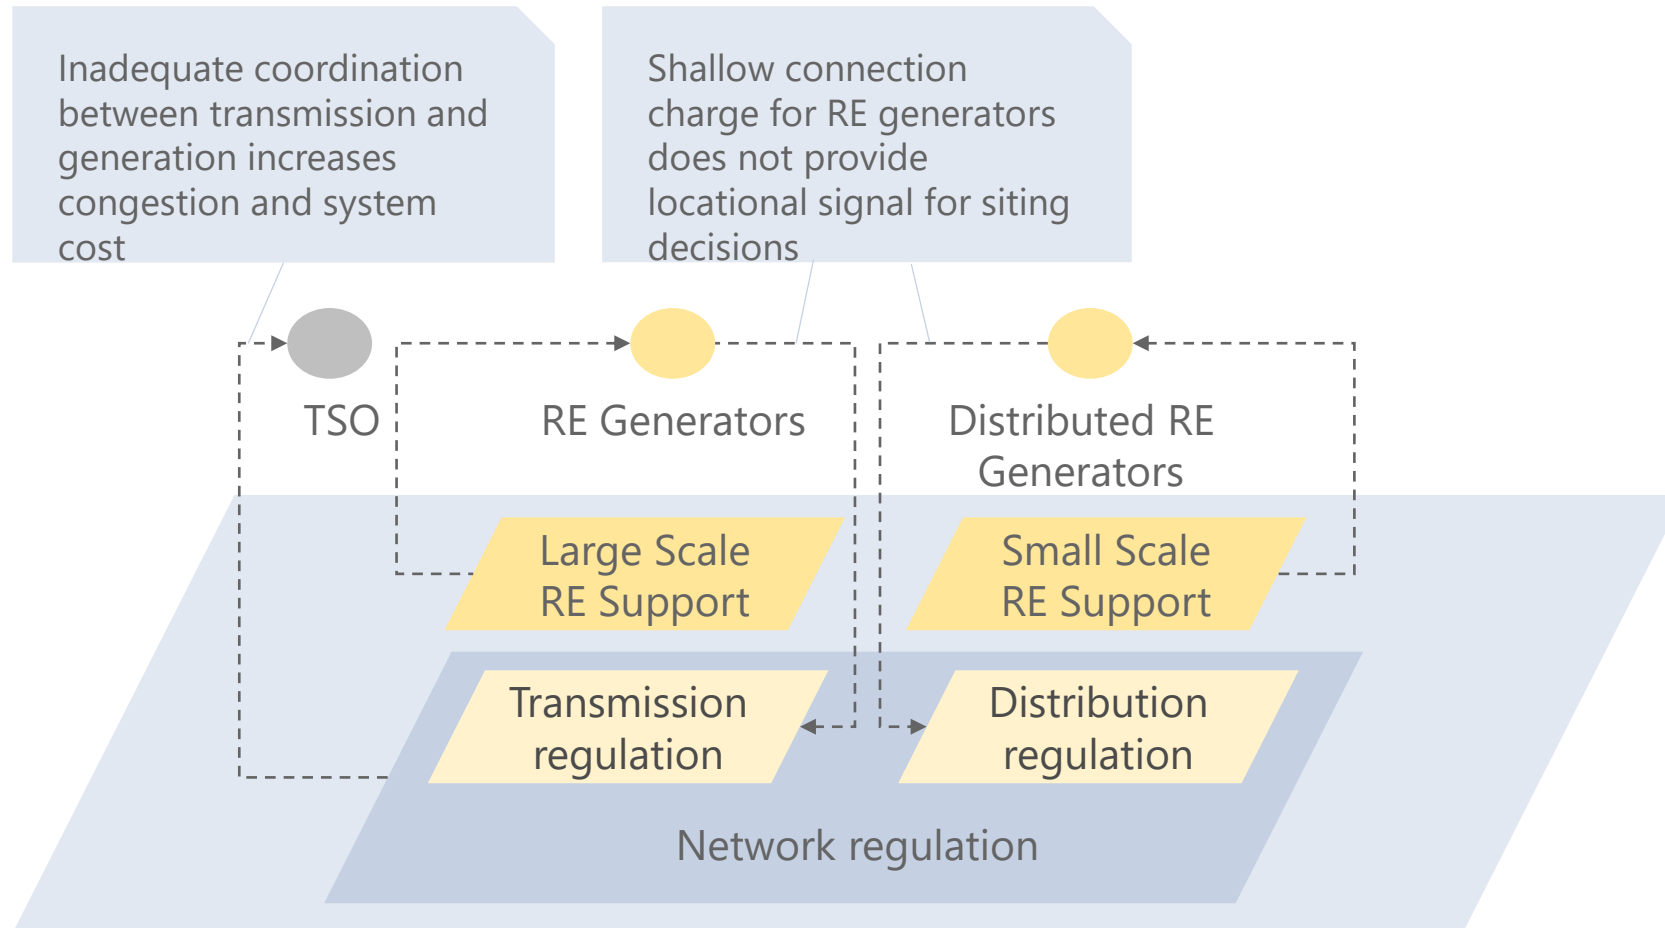 Inadequate coordination
between transmission and
generation increases
congestion and system
cost
Shallow connection
charge for RE generators
does not provide
locational signal for siting
decisions
TSO
RE Generators
Distributed RE
Generators
Large Scale
RE Support
Small Scale
RE Support
Transmission
regulation
Distribution
regulation
Network regulation